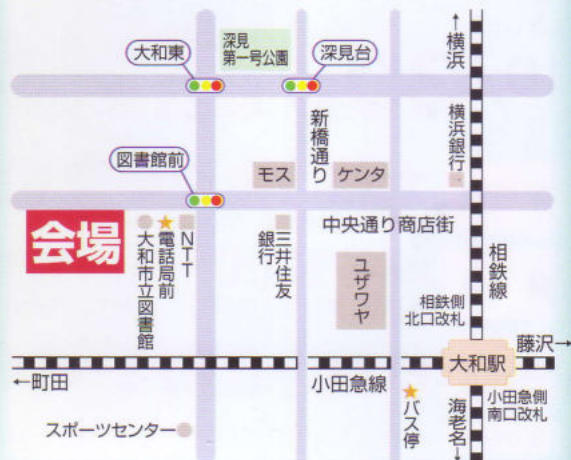 深見
第一号公園
大和東
深見台
←横浜
新橋通り
横浜銀行
図書館前
モス
ケンタ
中央通り商店街
会場
大和市立図書館
電話局前
NTT
三井住友
銀行
ユザワヤ
相鉄線
相鉄側
北口改札
藤沢→
大和駅
←町田
小田急線
バス停
海老名→
小田急側
南口改札
スポーツセンター